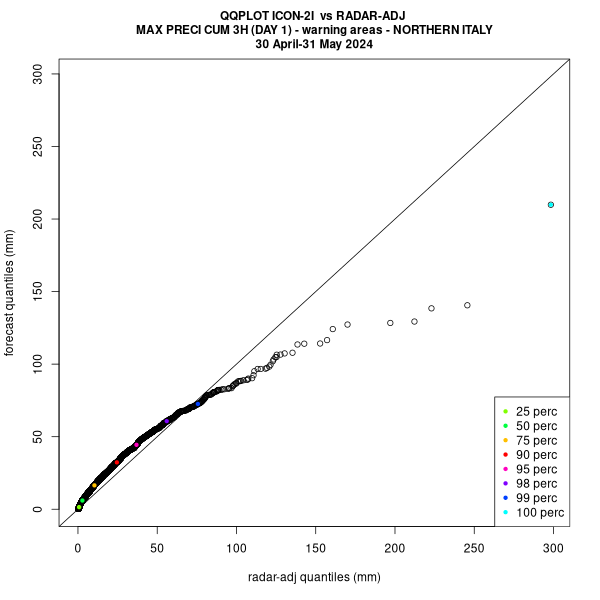 QQPLOT ICON-2I vs RADAR-ADJ
MAX PRECI CUM 3H (DAY 1) - warning areas - NORTHERN ITALY
30 April-31 May 2024
forecast quantiles (mm)
300
250
200
150
100
50
0
25 perc
50 perc
75 perc
90 perc
95 perc
98 perc
99 perc
100 perc
0 50 100 150 200 250 300
radar-adj quantiles (mm)